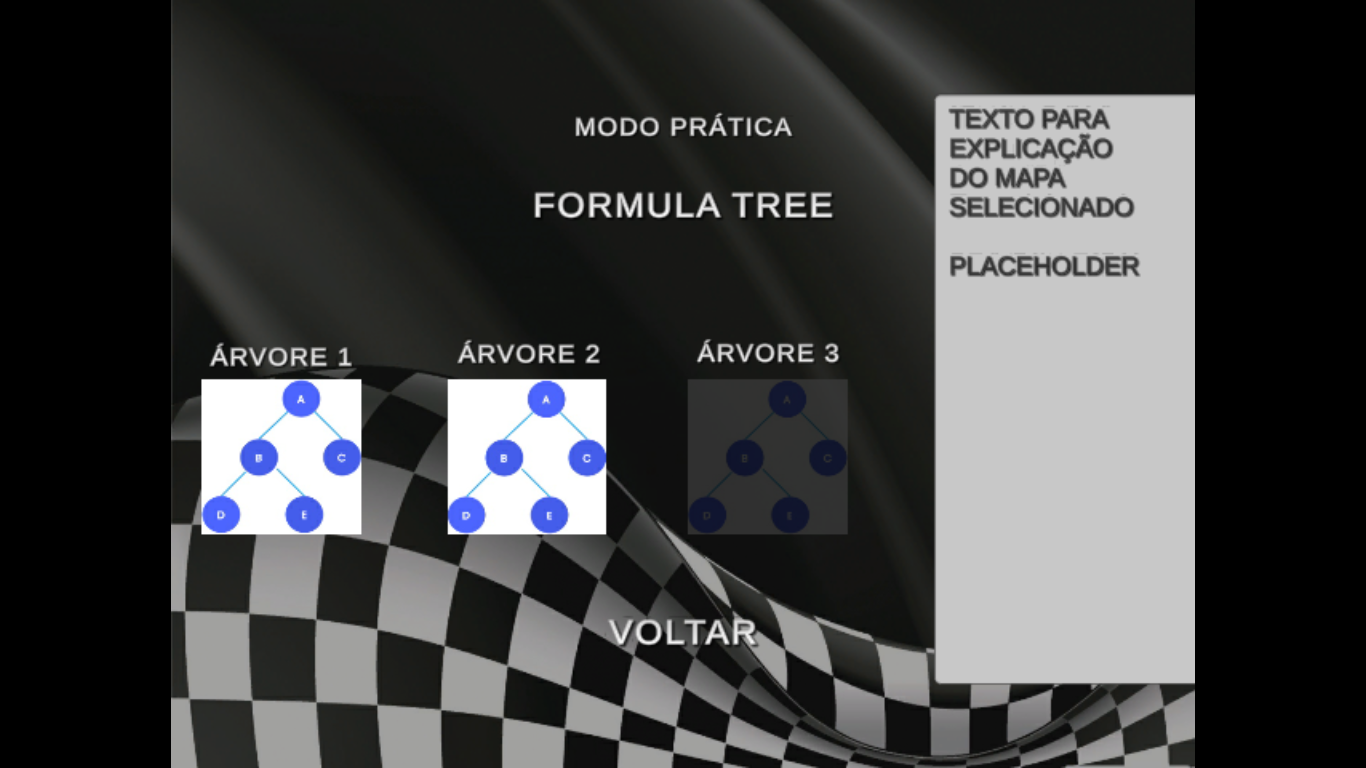 MODO PRÁTICA
FORMULA TREE
TEXTO PARA
EXPLICAÇÃO
DO MAPA
SELECIONADO
PLACEHOLDER
ÁRVORE 1
A
B
C
D
E
ÁRVORE 2
A
B
C
D
E
ÁRVORE 3
A
B
C
D
E
VOLTAR